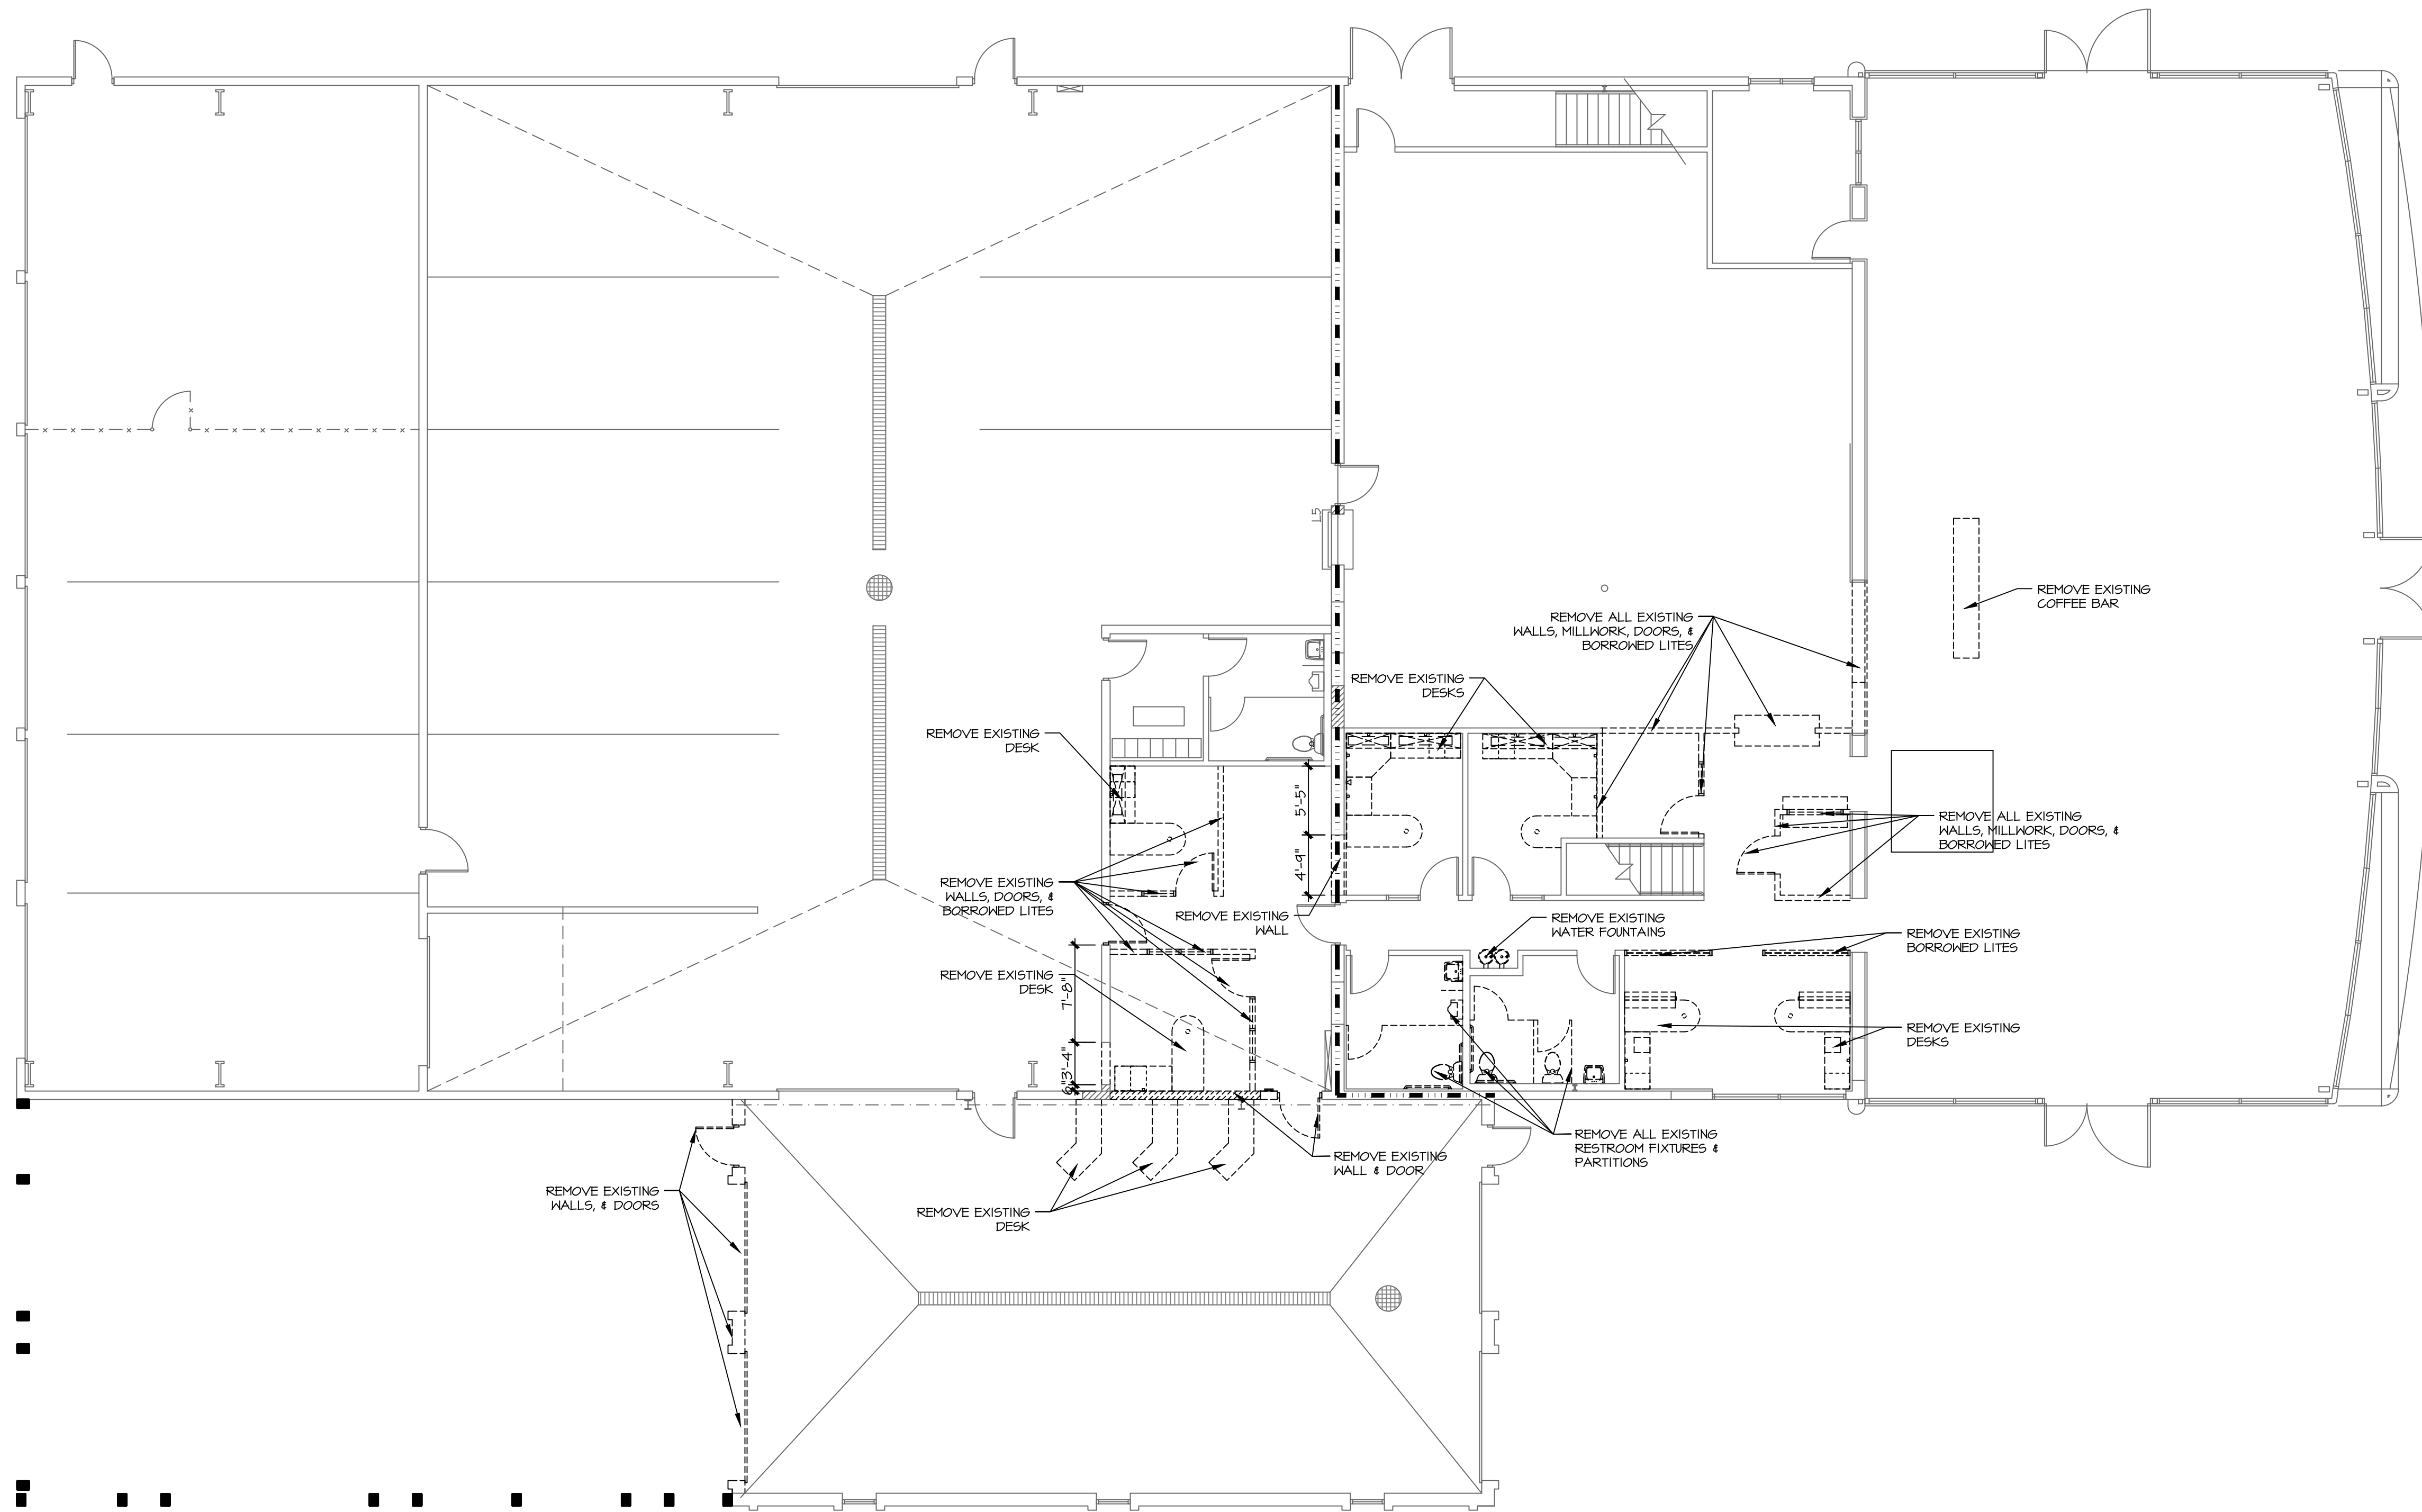 L5
REMOVE EXISTING
COFFEE BAR
REMOVE ALL EXISTING
WALLS, MILLWORK, DOORS, &
BORROWED LITES
REMOVE EXISTING
DESKS
REMOVE EXISTING
DESK
5'-5"
4'-9"
REMOVE ALL EXISTING
WALLS, MILLWORK, DOORS, &
BORROWED LITES
REMOVE EXISTING
WALLS, DOORS, &
BORROWED LITES
REMOVE EXISTING
WALL
REMOVE EXISTING
WATER FOUNTAINS
REMOVE EXISTING
BORROWED LITES
REMOVE EXISTING
DESK
7'-8"
3'-4"
REMOVE EXISTING
DESKS
REMOVE ALL EXISTING
RESTROOM FIXTURES &
PARTITIONS
REMOVE EXISTING
WALL & DOOR
REMOVE EXISTING
WALLS, & DOORS
REMOVE EXISTING
DESK